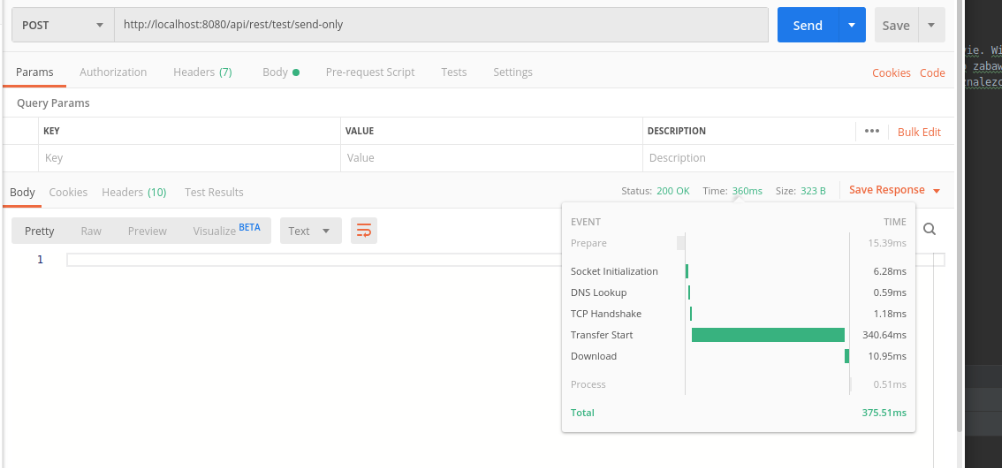 POST http://localhost:8080/api/rest/test/send-only Send Save
Params Authorization Headers (7) Body Pre-request Script Tests Settings Cookies Code
Query Params
KEY VALUE DESCRIPTION ••• Bulk Edit
Key Value Description
Body Cookies Headers (10) Test Results Status: 200 OK Time: 360ms Size: 323 B Save Response
Pretty Raw Preview Visualize BETA Text
1
EVENT TIME
Prepare 15.39ms
Socket Initialization 6.28ms
DNS Lookup 0.59ms
TCP Handshake 1.18ms
Transfer Start 340.64ms
Download 10.95ms
Process 0.51ms
Total 375.51ms